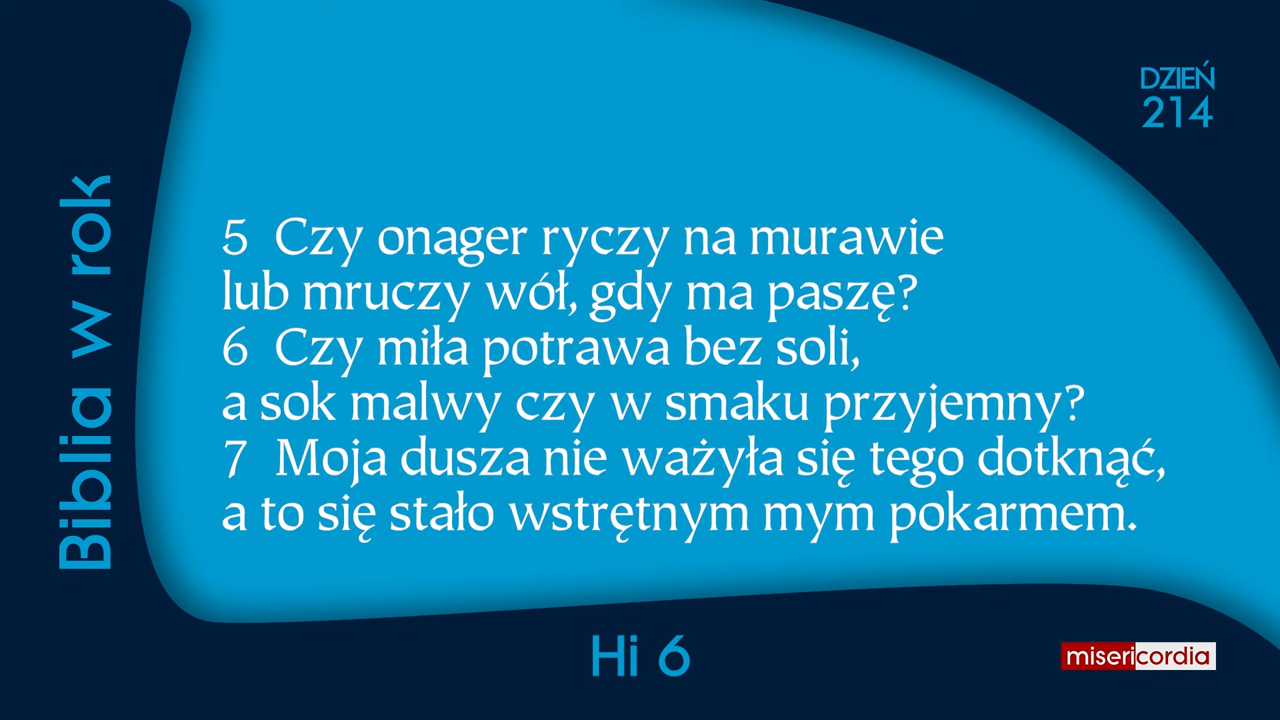 DZIEŃ
214
Biblia w rok
5 Czy onager ryczy na murawie
lub mruczy wół, gdy ma paszę?
6 Czy miła potrawa bez soli,
a sok malwy czy w smaku przyjemny?
7 Moja dusza nie ważyła się tego dotknąć,
a to się stało wstrętnym mym pokarmem.
Hi 6
misericordia